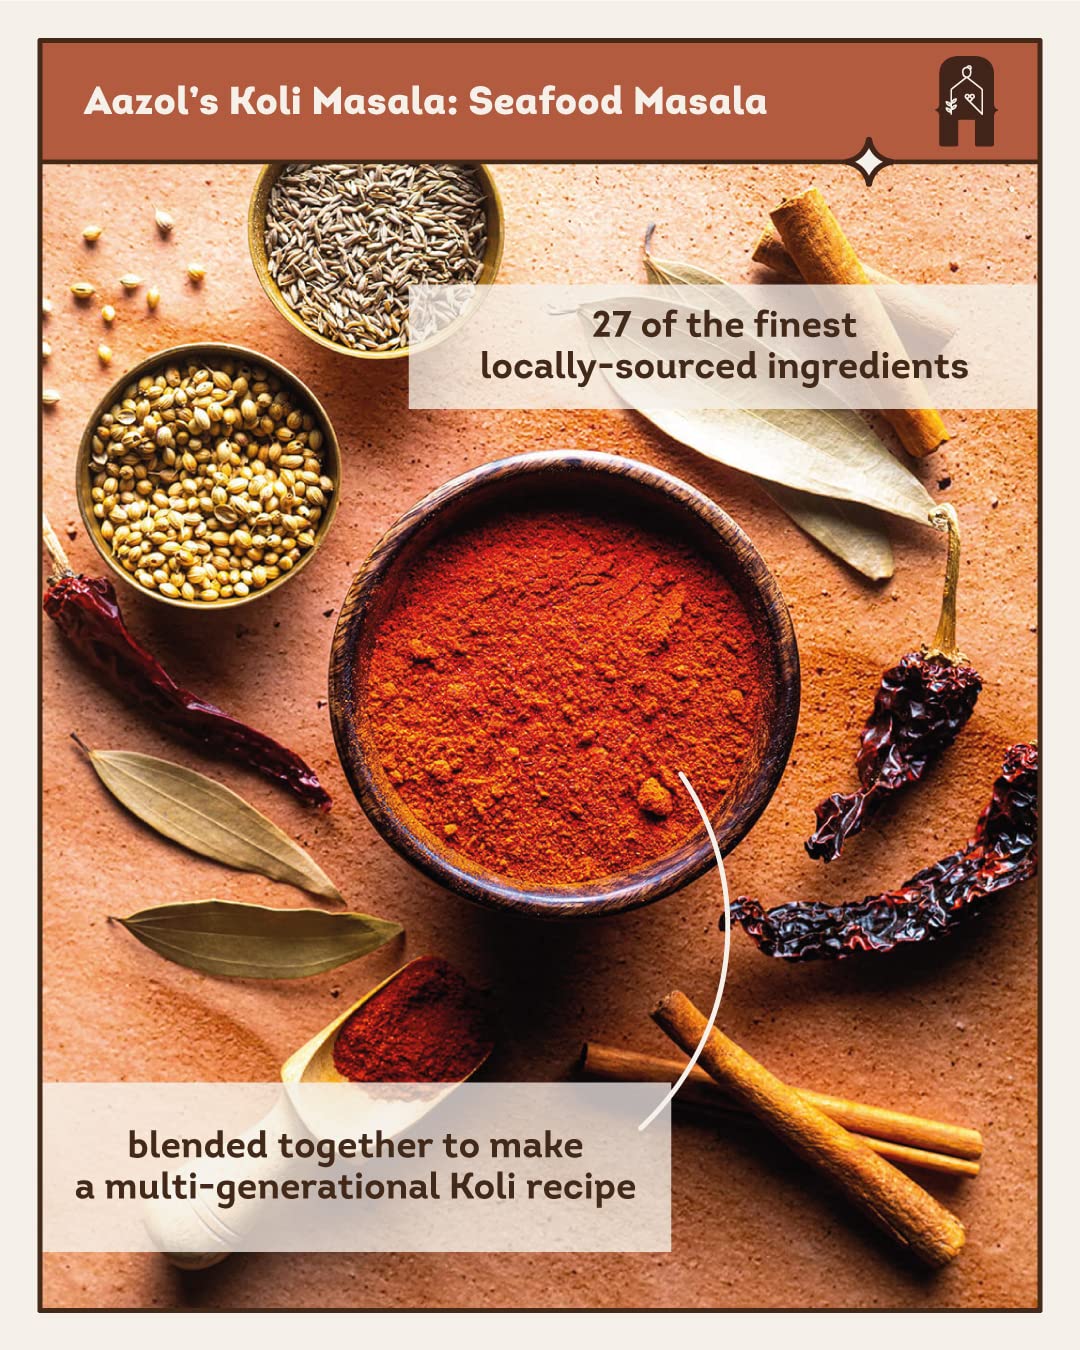 Aazol's Koli Masala: Seafood Masala
27 of the finest
locally-sourced ingredients
blended together to make
a multi-generational Koli recipe